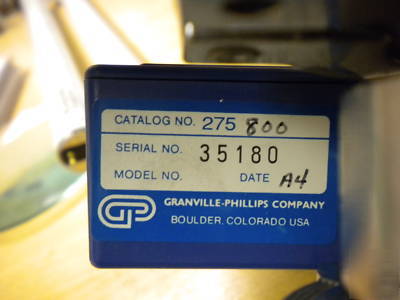 CATALOG NO. 275 800
SERIAL NO. 35180
MODEL NO. DATE A4
GP GRANVILLE-PHILLIPS COMPANY
BOULDER, COLORADO USA